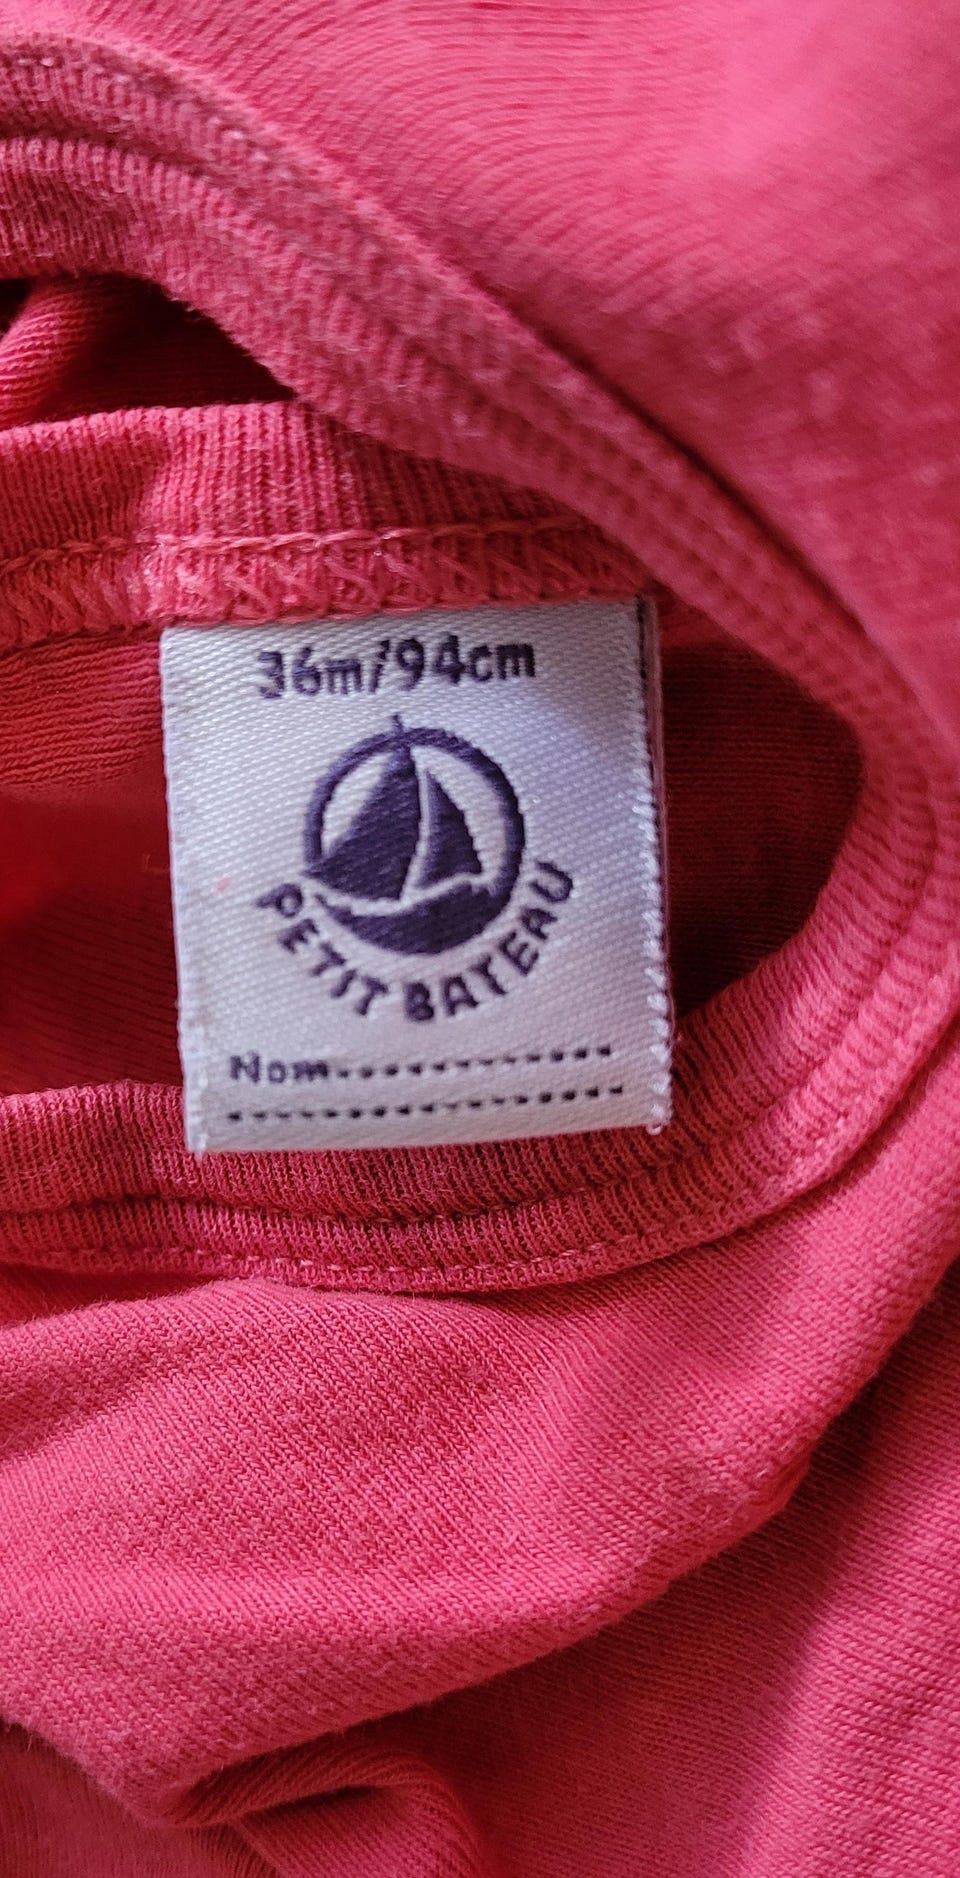 36m/94cm
PETIT BATEAU
Nom..............
....................